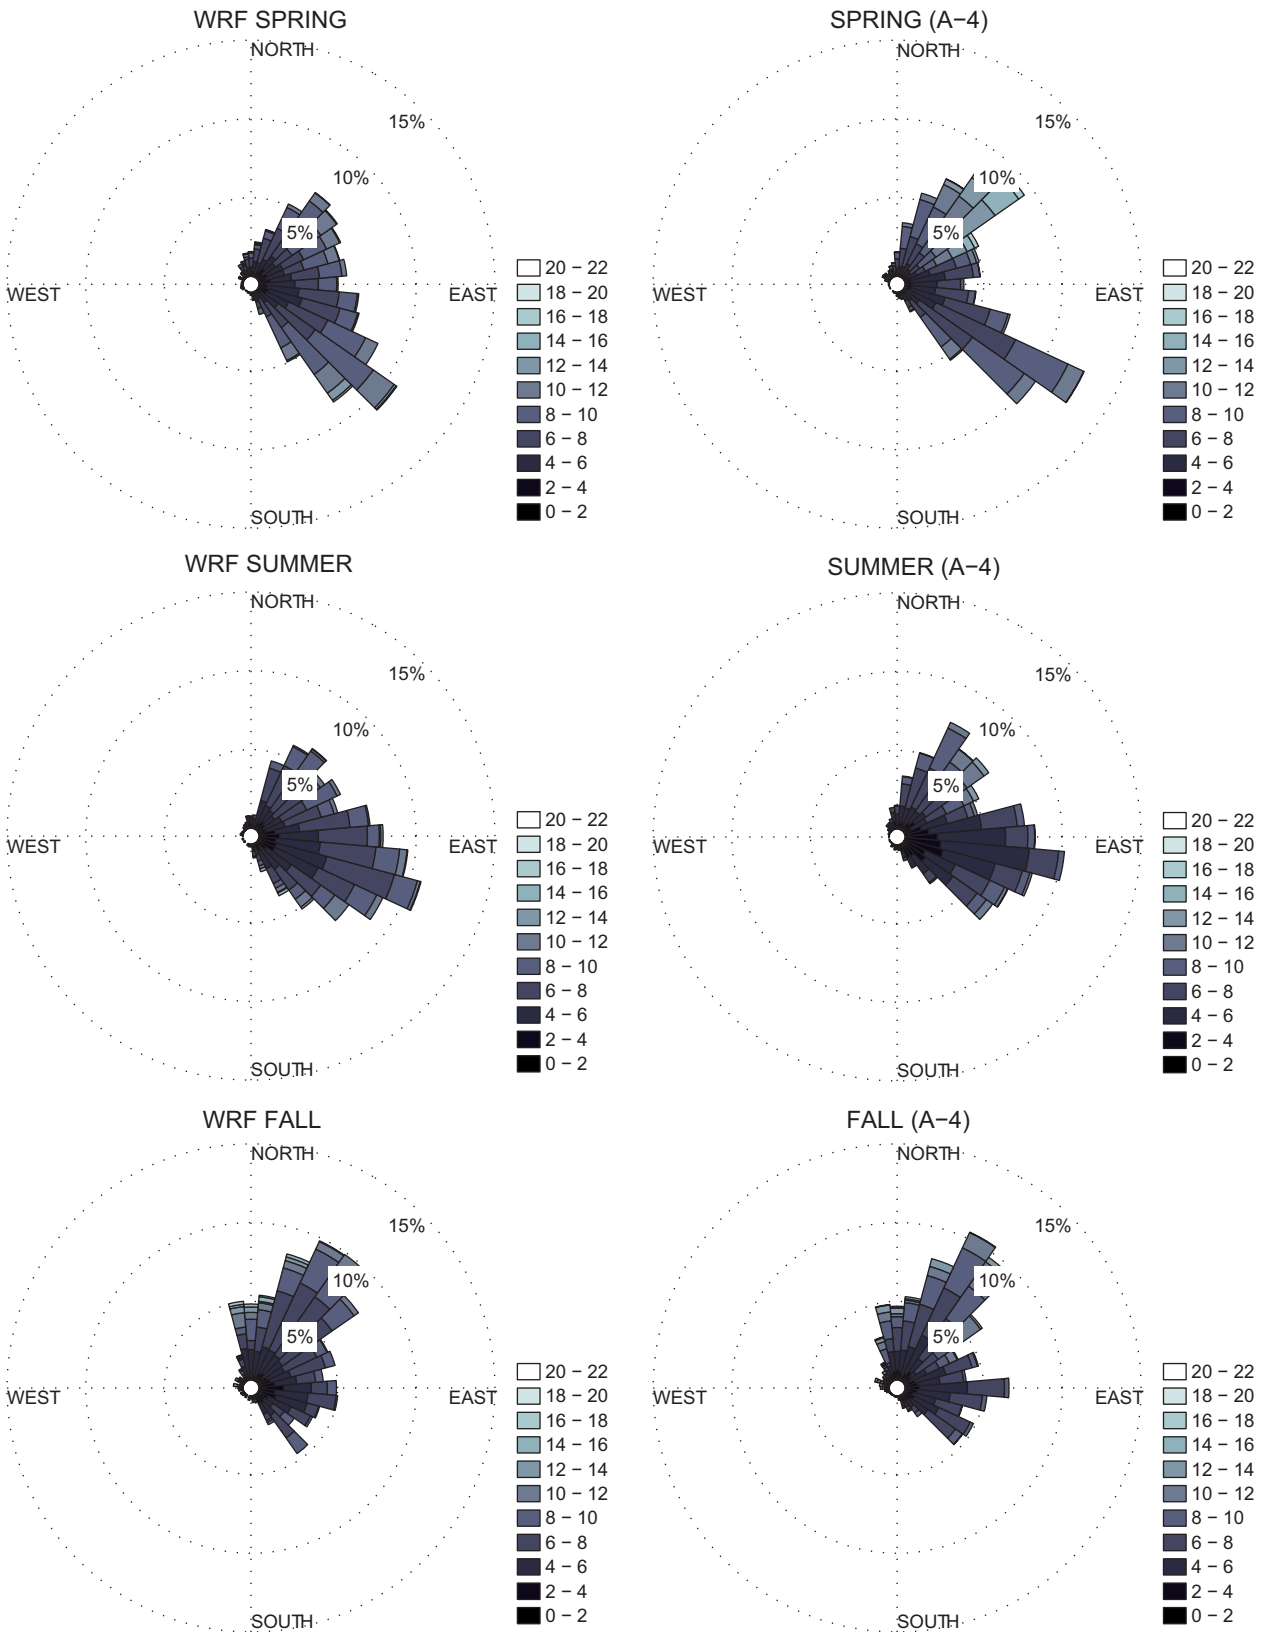 WRF SPRING
NORTH
15%
10%
5%
WEST
EAST
SOUTH
20 − 22
18 − 20
16 − 18
14 − 16
12 − 14
10 − 12
8 − 10
6 − 8
4 − 6
2 − 4
0 − 2
SPRING (A−4)
NORTH
15%
10%
5%
WEST
EAST
SOUTH
20 − 22
18 − 20
16 − 18
14 − 16
12 − 14
10 − 12
8 − 10
6 − 8
4 − 6
2 − 4
0 − 2
WRF SUMMER
NORTH
15%
10%
5%
WEST
EAST
SOUTH
20 − 22
18 − 20
16 − 18
14 − 16
12 − 14
10 − 12
8 − 10
6 − 8
4 − 6
2 − 4
0 − 2
SUMMER (A−4)
NORTH
15%
10%
5%
WEST
EAST
SOUTH
20 − 22
18 − 20
16 − 18
14 − 16
12 − 14
10 − 12
8 − 10
6 − 8
4 − 6
2 − 4
0 − 2
WRF FALL
NORTH
15%
10%
5%
WEST
EAST
SOUTH
20 − 22
18 − 20
16 − 18
14 − 16
12 − 14
10 − 12
8 − 10
6 − 8
4 − 6
2 − 4
0 − 2
FALL (A−4)
NORTH
15%
10%
5%
WEST
EAST
SOUTH
20 − 22
18 − 20
16 − 18
14 − 16
12 − 14
10 − 12
8 − 10
6 − 8
4 − 6
2 − 4
0 − 2